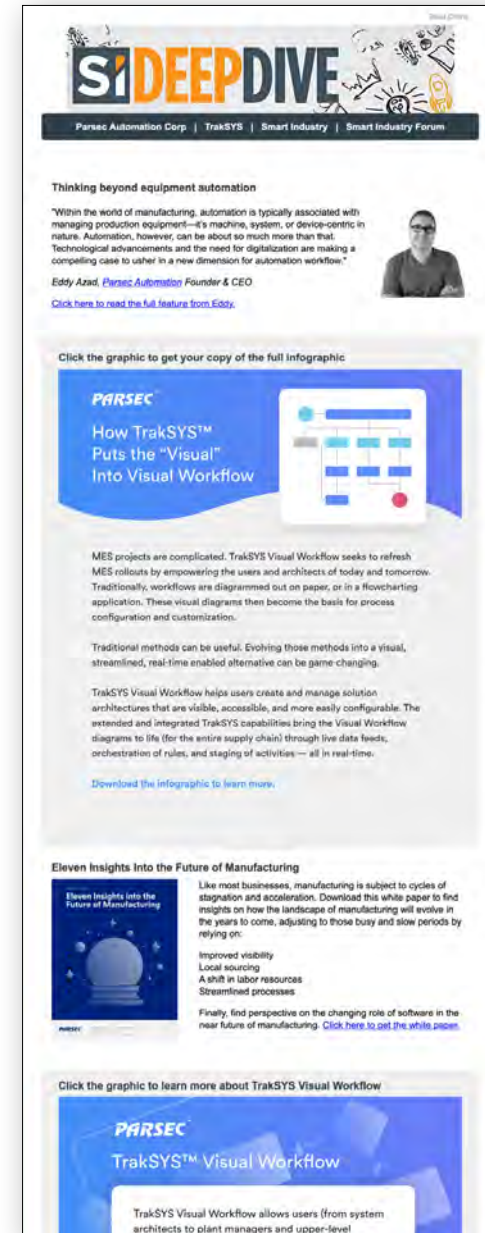 Si DEEPDIVE
Parsec Automation Corp | TrakSYS | Smart Industry | Smart Industry Forum
Thinking beyond equipment automation
"Within the world of manufacturing, automation is typically associated with
managing production equipment—it's machine, system, or device-centric in
nature. Automation, however, can be about so much more than that.
Technological advancements and the need for digitalization are making a
compelling case to usher in a new dimension for automation workflow."
Eddy Azad, Parsec Automation Founder & CEO
Click here to read the full feature from Eddy.
Click the graphic to get your copy of the full infographic
PARSEC
How TrakSYS™
Puts the "Visual"
Into Visual Workflow
MES projects are complicated. TrakSYS Visual Workflow seeks to refresh
MES rollouts by empowering the users and architects of today and tomorrow.
Traditionally, workflows are diagrammed out on paper, or in a flowcharting
application. These visual diagrams then become the basis for process
configuration and customization.
Traditional methods can be useful. Evolving those methods into a visual,
streamlined, real-time enabled alternative can be game-changing.
TrakSYS Visual Workflow helps users create and manage solution
architectures that are visible, accessible, and more easily configurable. The
extended and integrated TrakSYS capabilities bring the Visual Workflow
diagrams to life (for the entire supply chain) through live data feeds,
orchestration of rules, and staging of activities — all in real-time.
Download the infographic to learn more.
Eleven Insights Into the Future of Manufacturing
Eleven Insights into the
Future of Manufacturing
PARSEC
Like most businesses, manufacturing is subject to cycles of
stagnation and acceleration. Download this white paper to find
insights on how the landscape of manufacturing will evolve in
the years to come, adjusting to those busy and slow periods by
relying on:
Improved visibility
Local sourcing
A shift in labor resources
Streamlined processes
Finally, find perspective on the changing role of software in the
near future of manufacturing. Click here to get the white paper.
Click the graphic to learn more about TrakSYS Visual Workflow
PARSEC
TrakSYS™ Visual Workflow
TrakSYS Visual Workflow allows users (from system
architects to plant managers and upper-level